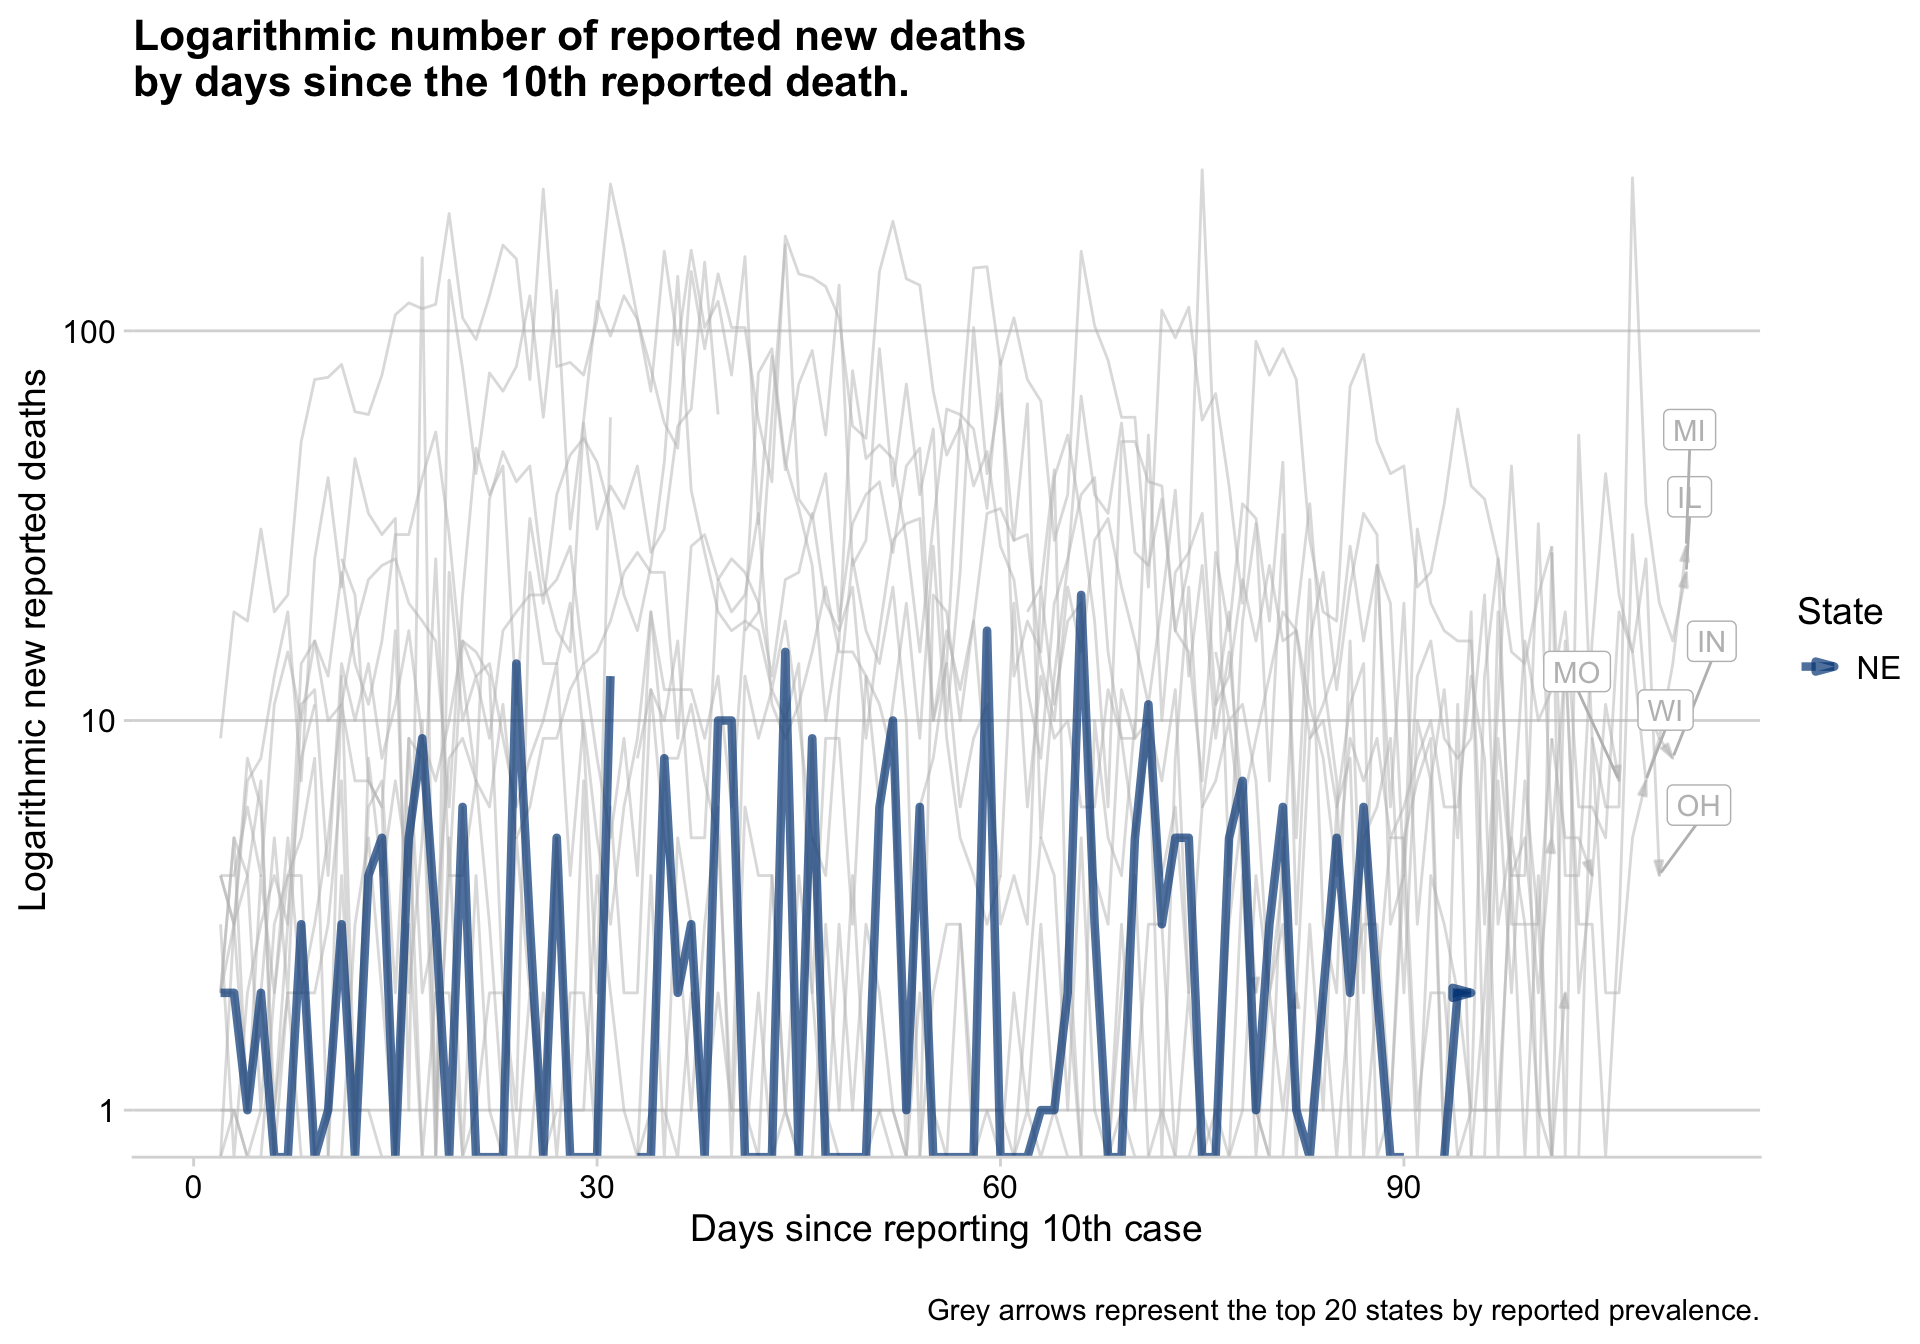 Logarithmic number of reported new deaths
by days since the 10th reported death.
Logarithmic new reported deaths
100
10
1
MI
IL
IN
MO
WI
OH
State
NE
0
30
60
90
Days since reporting 10th case
Grey arrows represent the top 20 states by reported prevalence.